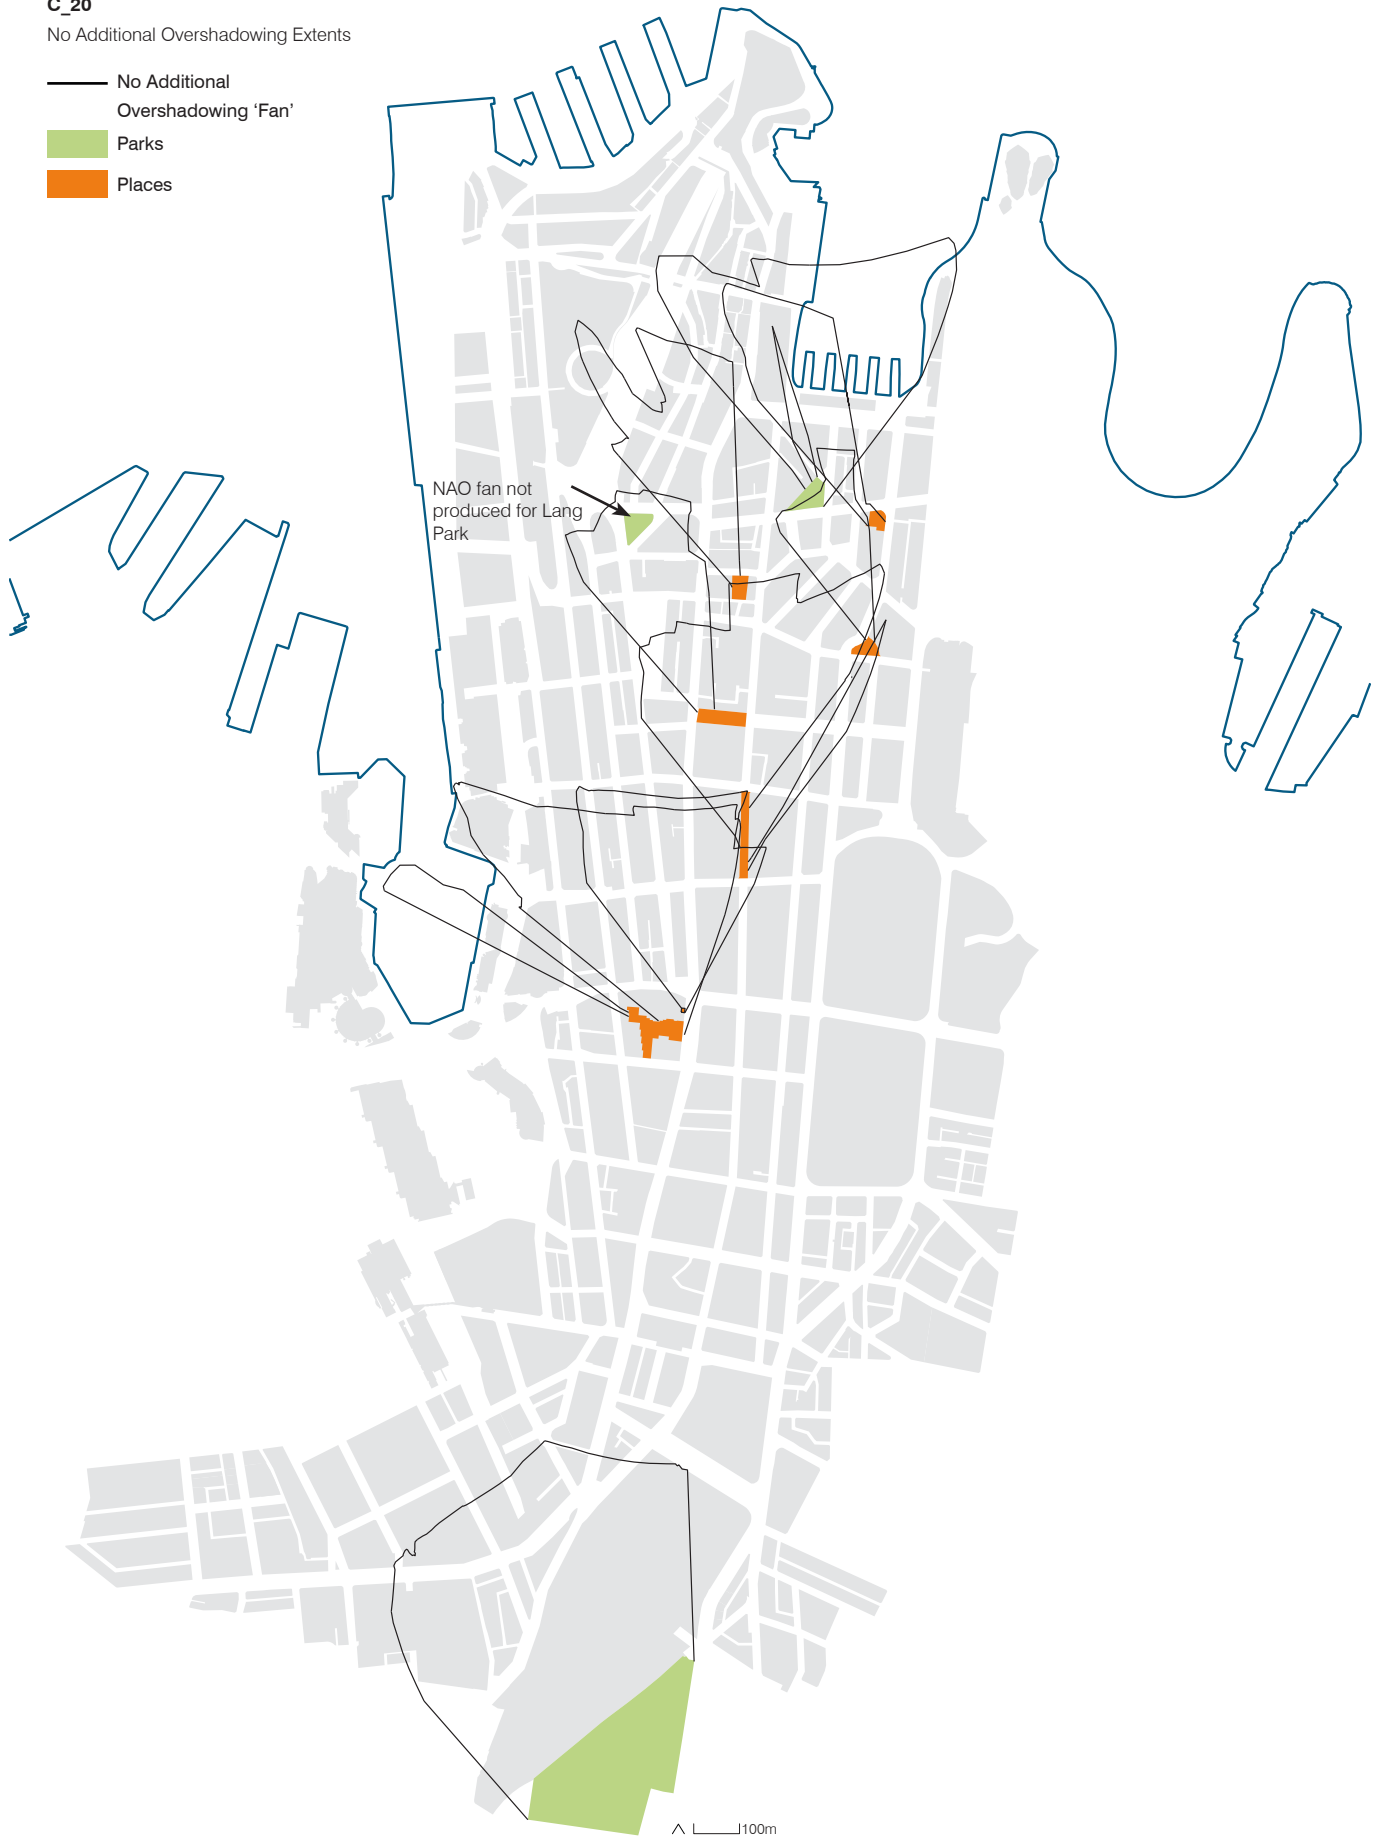 C_20
No Additional Overshadowing Extents
No Additional
Overshadowing ‘Fan’
Parks
Places
NAO fan not
produced for Lang
Park
100m